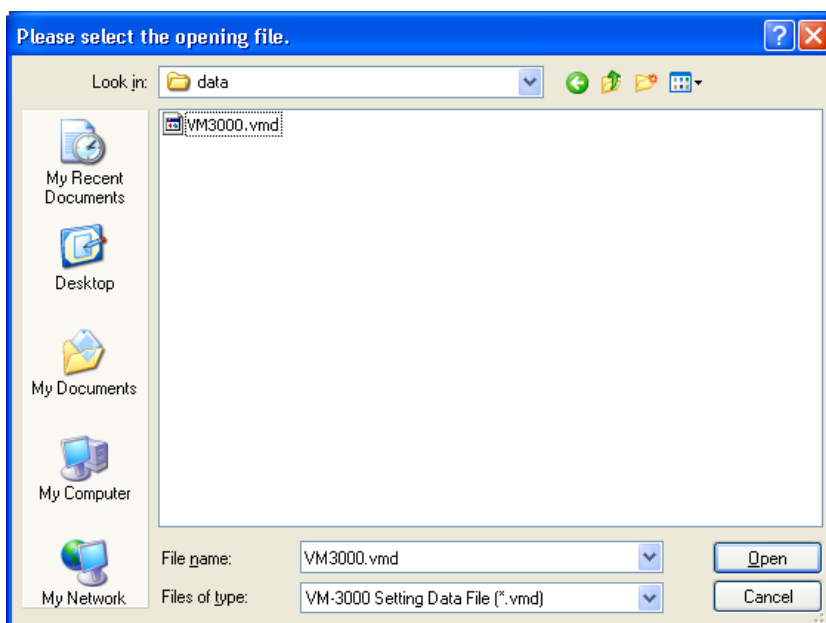 Please select the opening file.
Look in: data
VM3000.vmd
My Recent
Documents
Desktop
My Documents
My Computer
My Network
File name: VM3000.vmd Open
Files of type: VM-3000 Setting Data File (*.vmd) Cancel